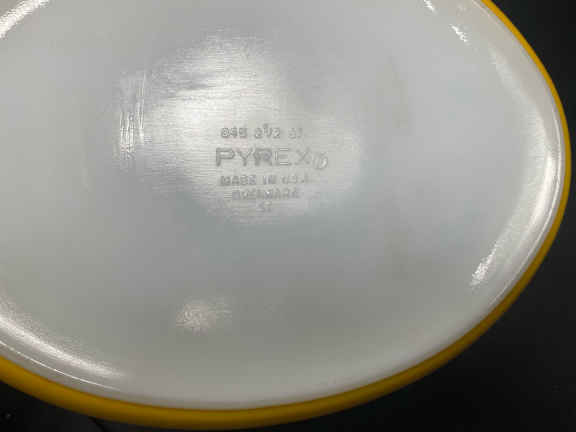 045 2½ qt.
PYREX®
MADE IN U.S.A.
OVENWARE